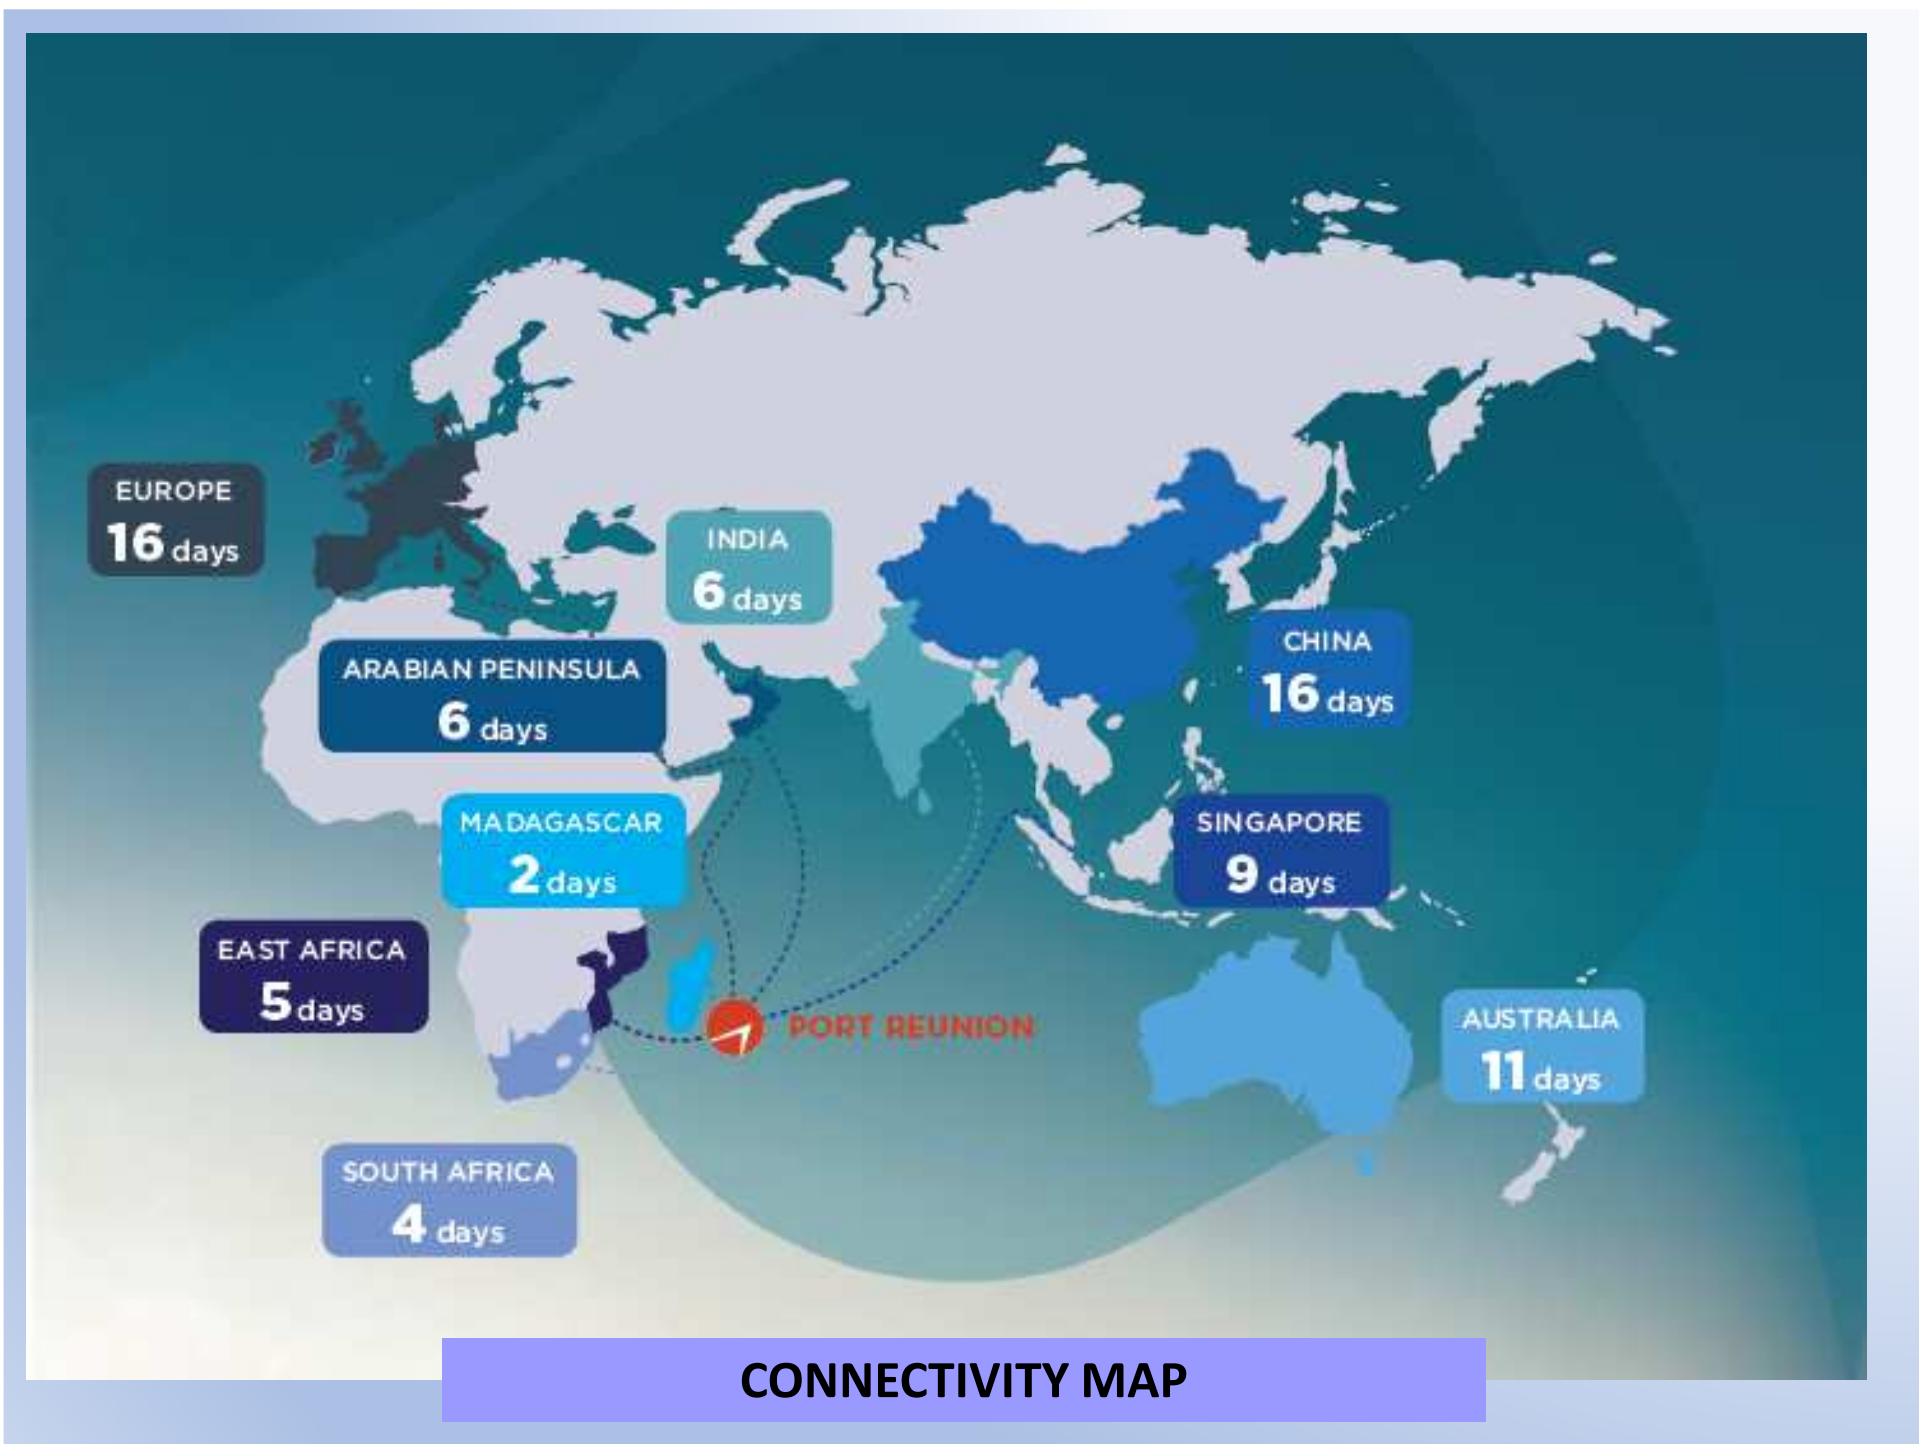 EUROPE
16 days
INDIA
6 days
ARABIAN PENINSULA
6 days
CHINA
16 days
MADAGASCAR
2 days
SINGAPORE
9 days
EAST AFRICA
5 days
PORT REUNION
AUSTRALIA
11 days
SOUTH AFRICA
4 days
CONNECTIVITY MAP